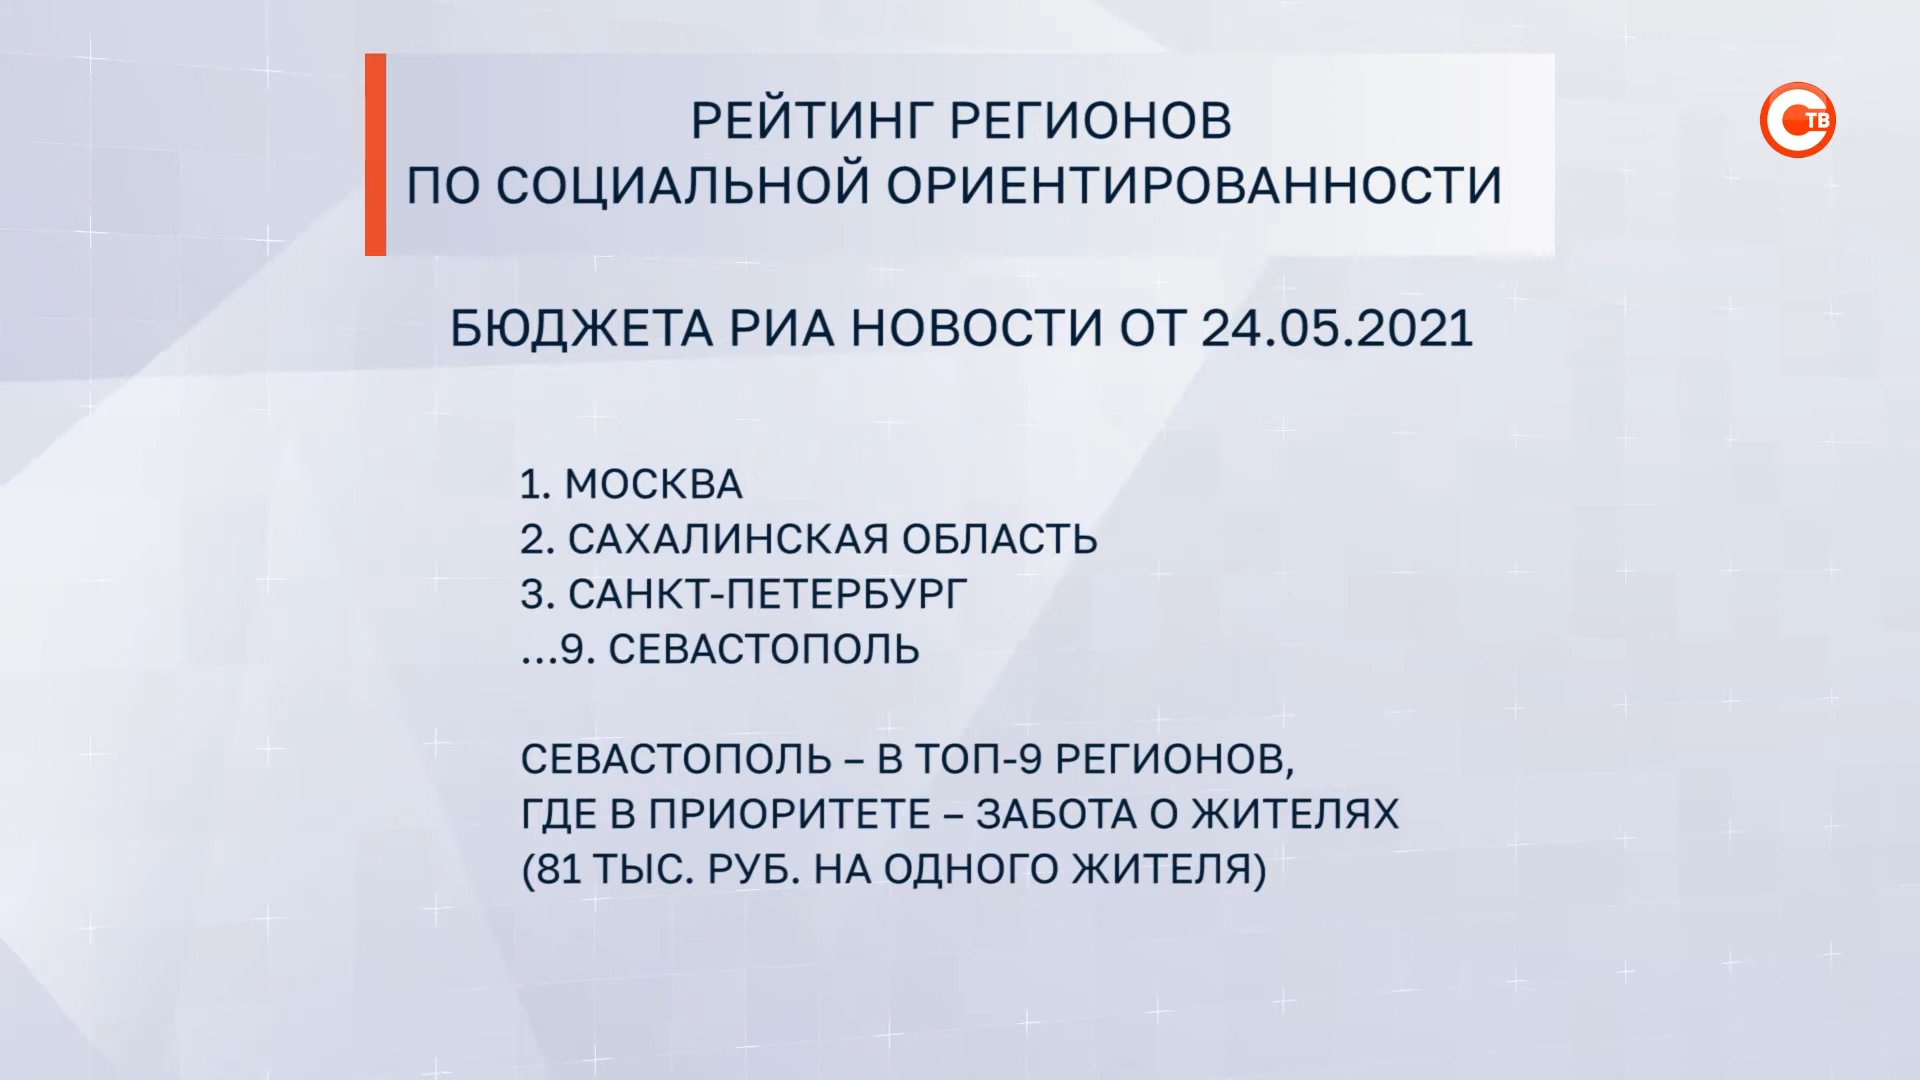 РЕЙТИНГ РЕГИОНОВ
ПО СОЦИАЛЬНОЙ ОРИЕНТИРОВАННОСТИ
БЮДЖЕТА РИА НОВОСТИ ОТ 24.05.2021
1. МОСКВА
2. САХАЛИНСКАЯ ОБЛАСТЬ
3. САНКТ-ПЕТЕРБУРГ
...9. СЕВАСТОПОЛЬ
СЕВАСТОПОЛЬ – В ТОП-9 РЕГИОНОВ,
ГДЕ В ПРИОРИТЕТЕ – ЗАБОТА О ЖИТЕЛЯХ
(81 ТЫС. РУБ. НА ОДНОГО ЖИТЕЛЯ)
СТВ